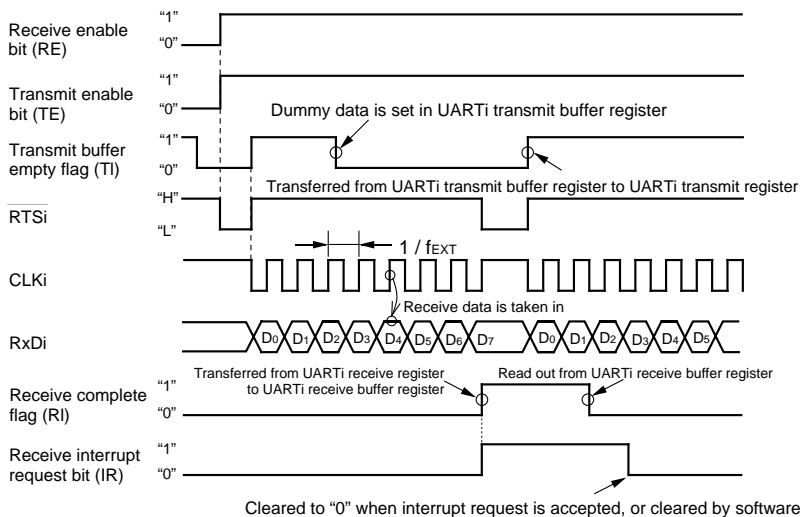 Receive enable
bit (RE)
“1”
“0”
Transmit enable
bit (TE)
“1”
“0”
Dummy data is set in UARTi transmit buffer register
Transmit buffer
empty flag (TI)
“1”
“0”
Transferred from UARTi transmit buffer register to UARTi transmit register
RTSi
“H”
“L”
1 / fEXT
CLKi
Receive data is taken in
RxDi
D0 D1 D2 D3 D4 D5 D6 D7 D0 D1 D2 D3 D4 D5
Transferred from UARTi receive register
to UARTi receive buffer register
Read out from UARTi receive buffer register
Receive complete
flag (RI)
“1”
“0”
Receive interrupt
request bit (IR)
“1”
“0”
Cleared to “0” when interrupt request is accepted, or cleared by software